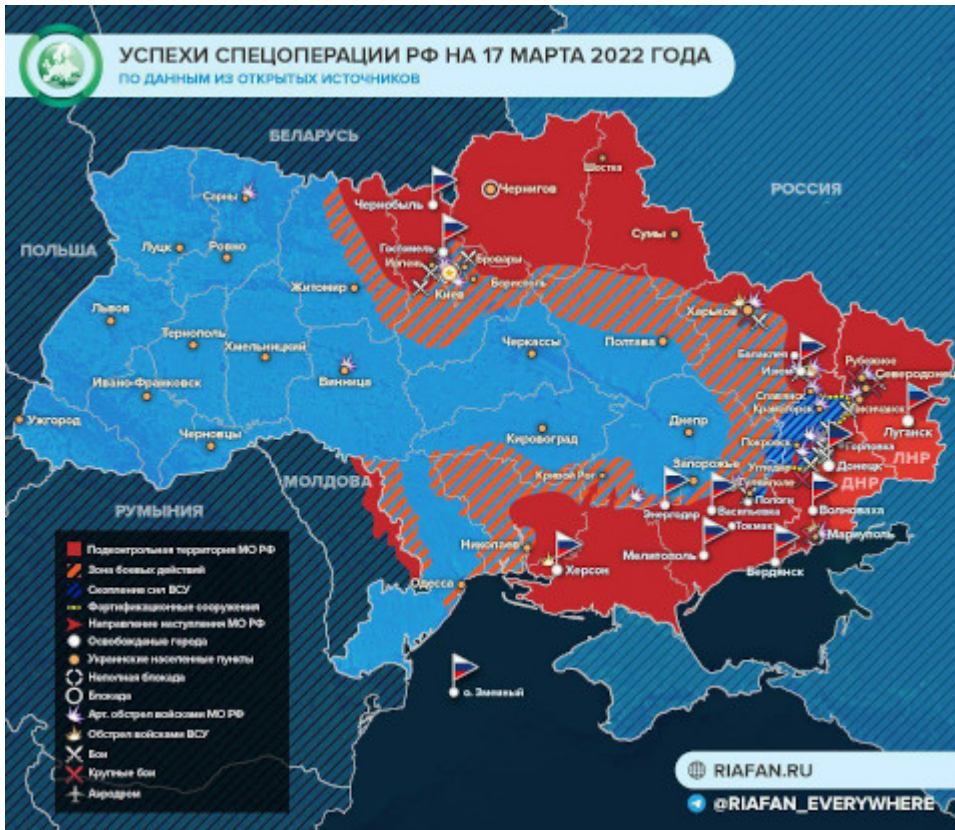 УСПЕХИ СПЕЦОПЕРАЦИИ РФ НА 17 МАРТА 2022 ГОДА
ПО ДАННЫМ ИЗ ОТКРЫТЫХ ИСТОЧНИКОВ
БЕЛАРУСЬ
РОССИЯ
ПОЛЬША
Шостка
Чернигов
Сарны
Чернобыль
Луцк
Ровно
Сумы
Гостомель
Ирпень
Бровары
Киев
Борисполь
Житомир
Львов
Харьков
Тернополь
Хмельницкий
Черкассы
Полтава
Балаклея
Изюм
Рубежное
Северодонецк
Винница
Ивано-Франковск
Славянск
Краматорск
Лисичанск
Ужгород
Черновцы
Кировоград
Днепр
Покровск
Горловка
Луганск
ЛНР
МОЛДОВА
Кривой Рог
Запорожье
Угледар
Донецк
ДНР
Гуляйполе
РУМЫНИЯ
Энергодар
Васильевка
Пологи
Волноваха
Токмак
Мариуполь
Николаев
Мелитополь
Херсон
Бердянск
Одесса
о. Змеиный
Подконтрольная территория МО РФ
Зона боевых действий
Скопление сил ВСУ
Фортификационные сооружения
Направление наступления МО РФ
Освобожденые города
Украинские населенные пункты
Неполная блокада
Блокада
Арт. обстрел войсками МО РФ
Обстрел войсками ВСУ
Бои
Крупные бои
Аэродром
RIAFAN.RU
@RIAFAN_EVERYWHERE